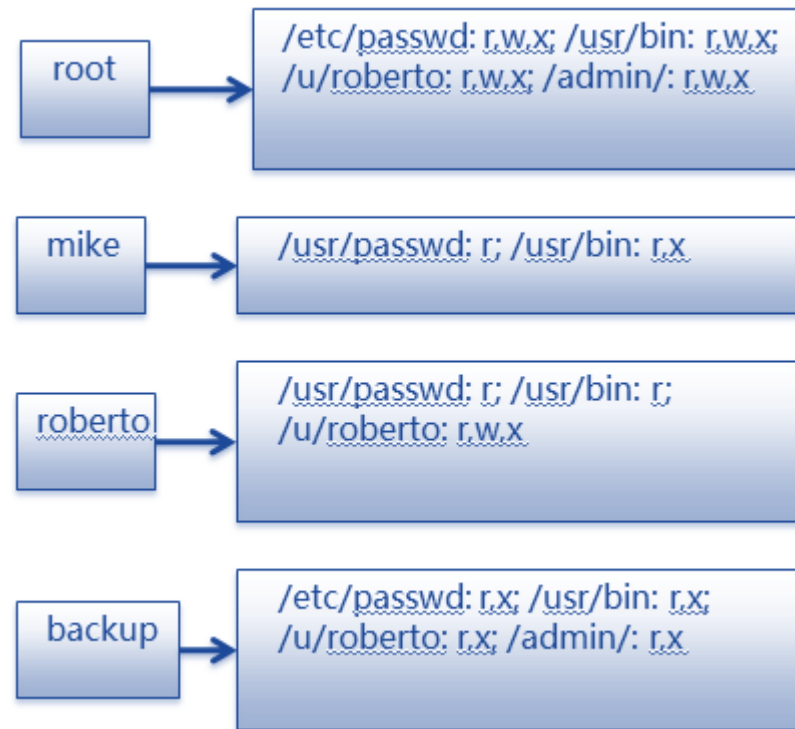 root
/etc/passwd: r,w,x; /usr/bin: r,w,x;
/u/roberto: r,w,x; /admin/: r,w,x
mike
/usr/passwd: r; /usr/bin: r,x
roberto
/usr/passwd: r; /usr/bin: r;
/u/roberto: r,w,x
backup
/etc/passwd: r,x; /usr/bin: r,x;
/u/roberto: r,x; /admin/: r,x